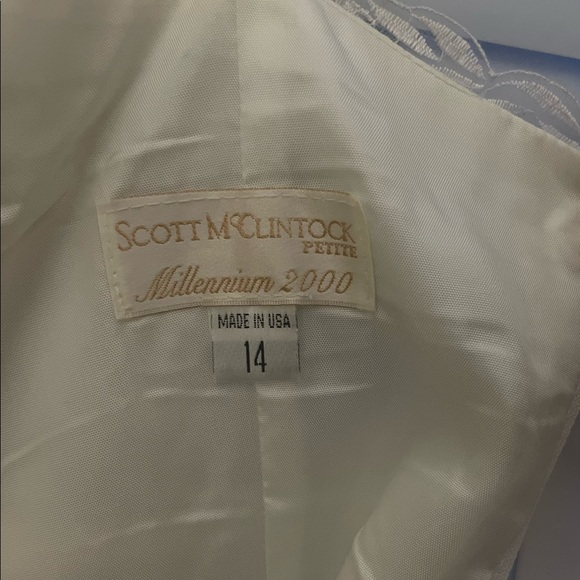 SCOTT McCLINTOCK
PETITE
Millennium 2000
MADE IN USA
14